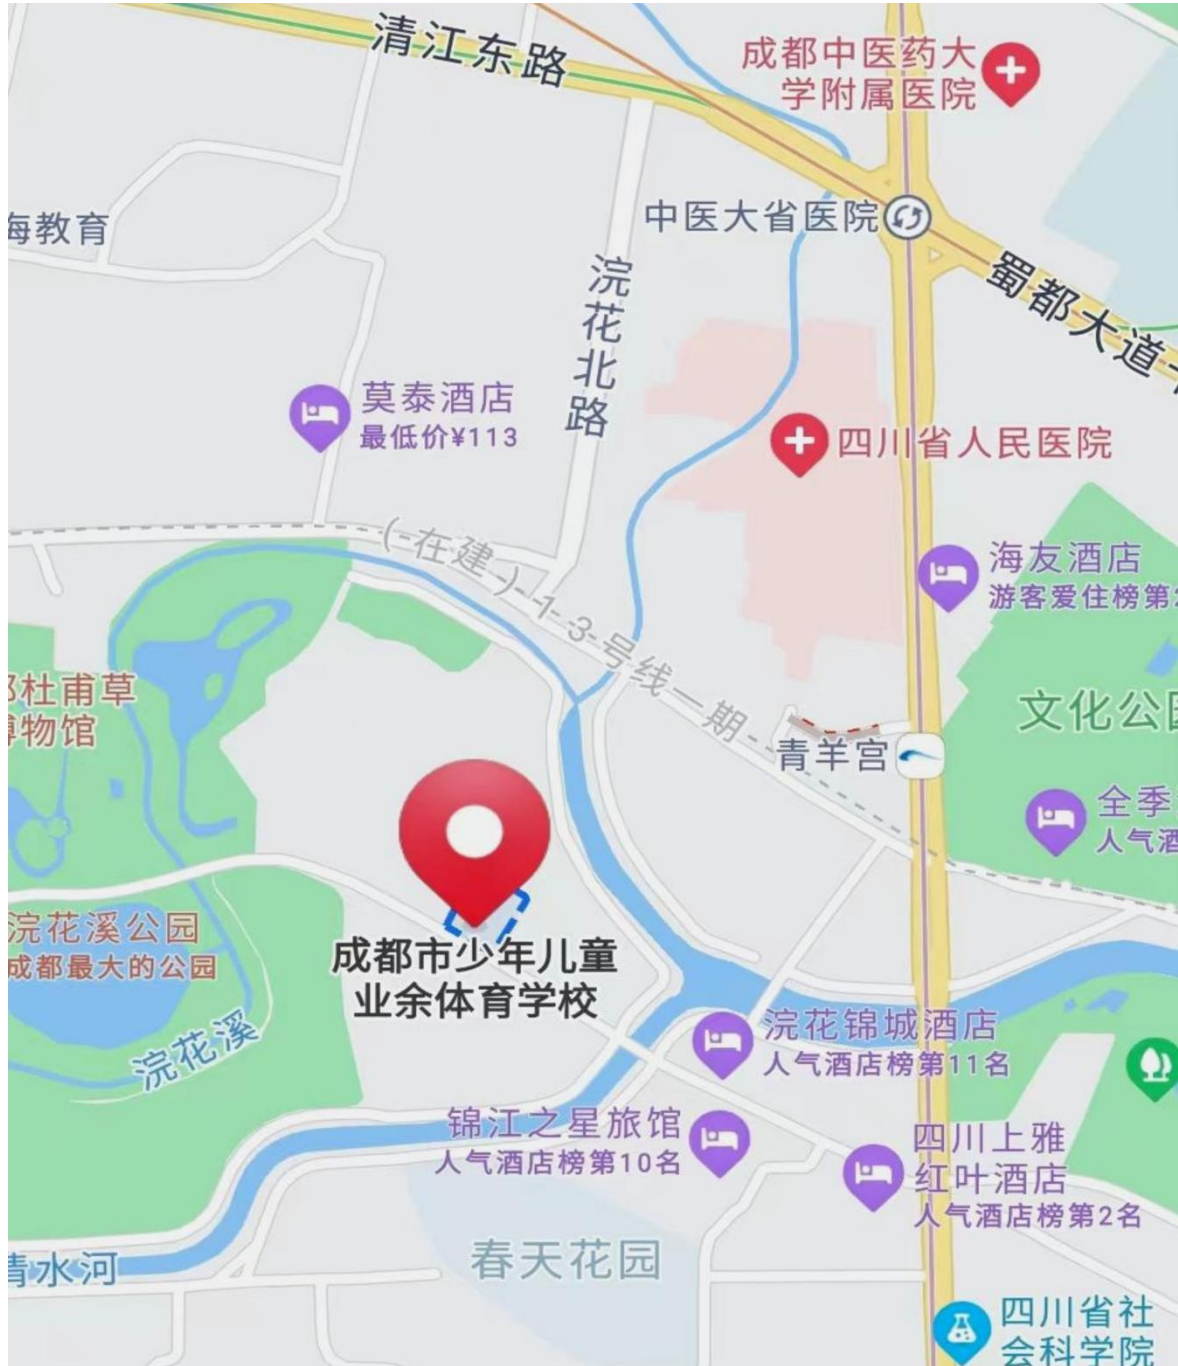 清江东路
成都中医药大
学附属医院
海教育
中医大省医院
浣花北路
蜀都大道
莫泰酒店
最低价¥113
四川省人民医院
(在建)13号线一期
海友酒店
游客爱住榜第
杜甫草
博物馆
文化公园
青羊宫
全季
人气酒
浣花溪公园
成都最大的公园
成都市少年儿童
业余体育学校
浣花溪
浣花锦城酒店
人气酒店榜第11名
锦江之星旅馆
人气酒店榜第10名
四川上雅
红叶酒店
人气酒店榜第2名
春天花园
清水河
四川省社
会科学院